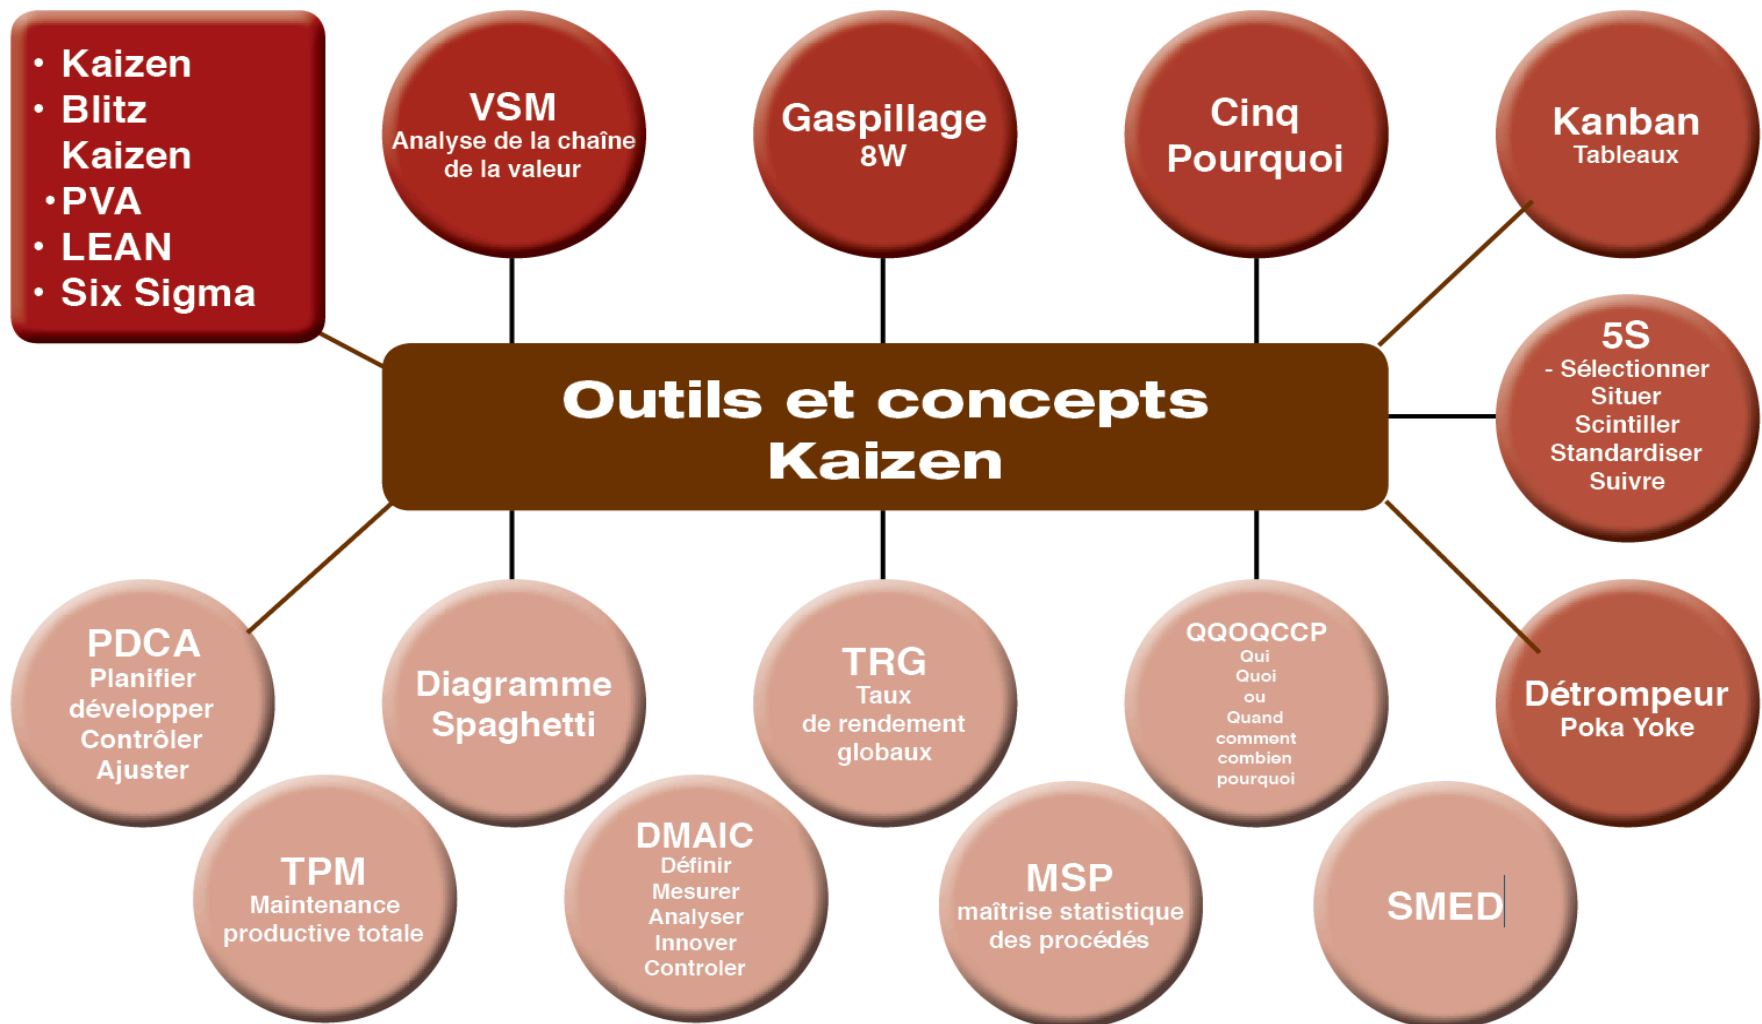 • Kaizen
• Blitz
Kaizen
• PVA
• LEAN
• Six Sigma
VSM
Analyse de la chaîne
de la valeur
Gaspillage
8W
Cinq
Pourquoi
Kanban
Tableaux
Outils et concepts
Kaizen
5S
- Sélectionner
Situer
Scintiller
Standardiser
Suivre
PDCA
Planifier
développer
Contrôler
Ajuster
Diagramme
Spaghetti
TRG
Taux
de rendement
globaux
QQOQCCP
Qui
Quoi
ou
Quand
comment
combien
pourquoi
Détrompeur
Poka Yoke
TPM
Maintenance
productive totale
DMAIC
Définir
Mesurer
Analyser
Innover
Controler
MSP
maîtrise statistique
des procédés
SMED